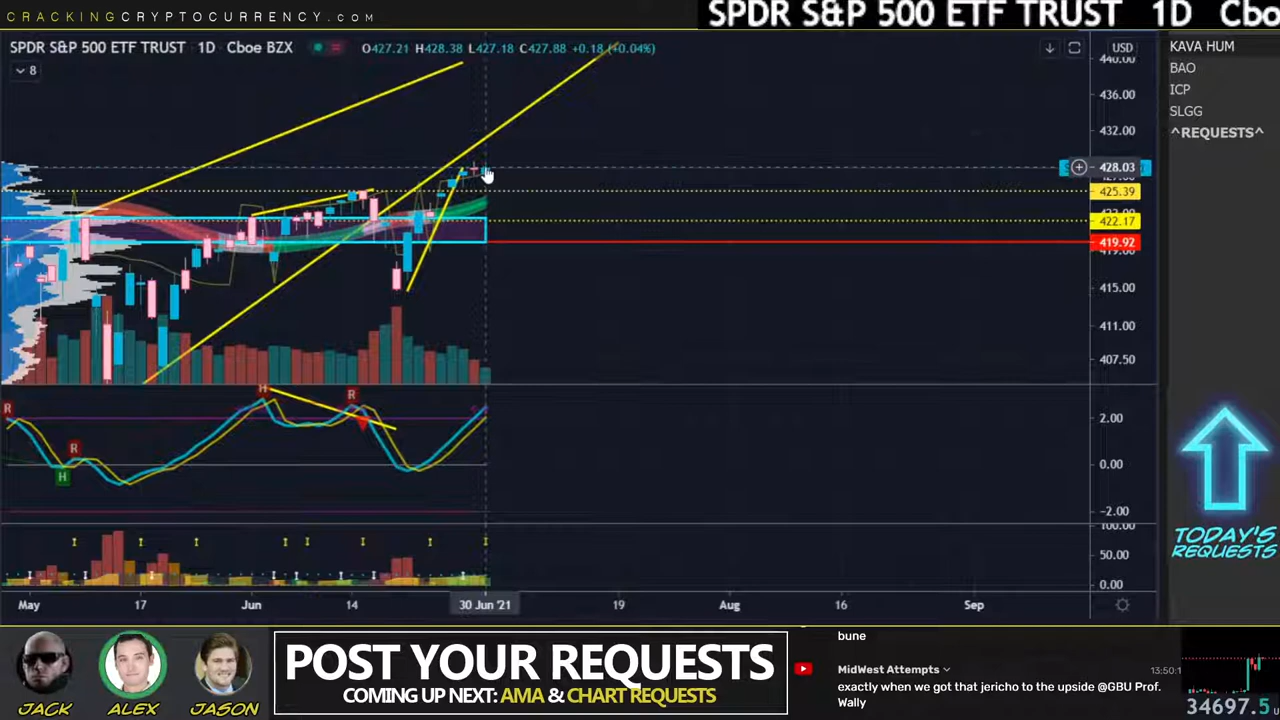 CRACKINGCRYPTOCURRENCY.com
SPDR S&P 500 ETF TRUST 1D Cbo
SPDR S&P 500 ETF TRUST · 1D · Cboe BZX
O427.21 H428.38 L427.18 C427.88 +0.18 (+0.04%)
8
USD
440.00
436.00
432.00
428.03
425.39
422.17
419.92
415.00
411.00
407.50
R
R
H
H
R
2.00
0.00
-2.00
100.00
50.00
0.00
May
17
Jun
14
30 Jun '21
19
Aug
16
Sep
KAVA HUM
BAO
ICP
SLGG
^REQUESTS^
TODAY'S
REQUESTS
JACK
ALEX
JASON
POST YOUR REQUESTS
COMING UP NEXT: AMA & CHART REQUESTS
bune
MidWest Attempts
13:50:1
exactly when we got that jericho to the upside @GBU Prof.
Wally
34697.5